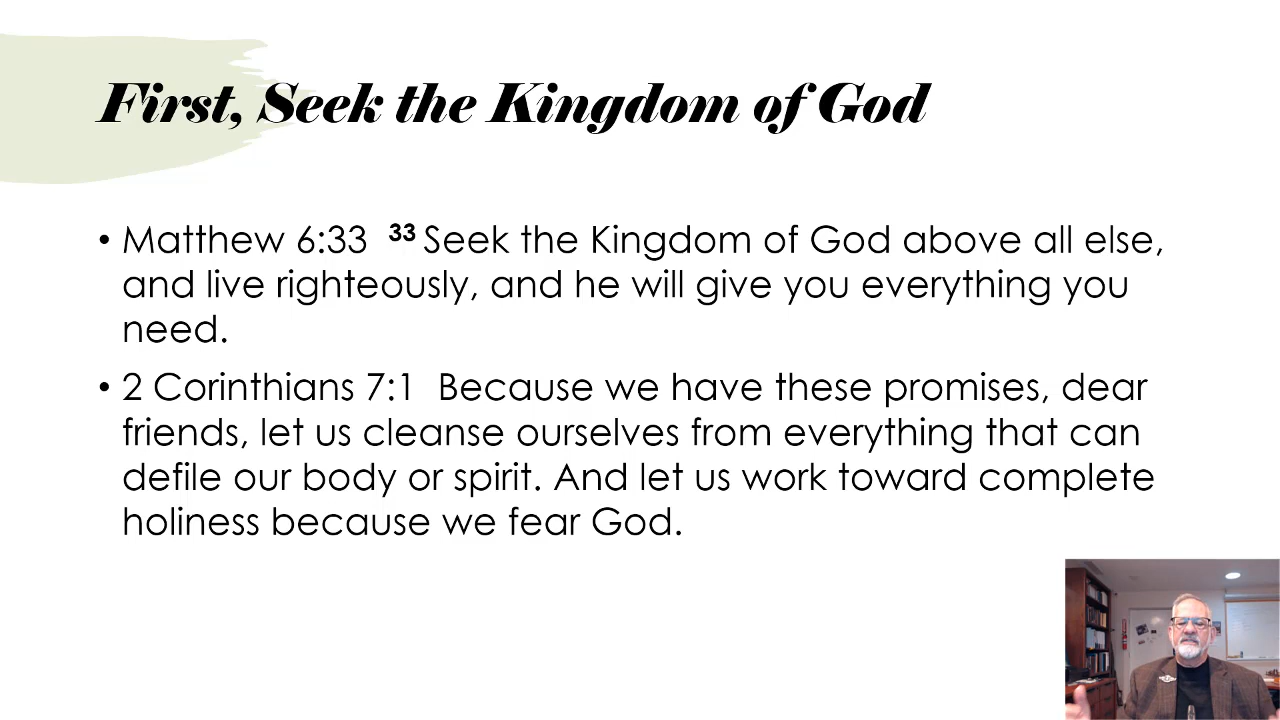 First, Seek the Kingdom of God
• Matthew 6:33 33 Seek the Kingdom of God above all else,
and live righteously, and he will give you everything you
need.
• 2 Corinthians 7:1 Because we have these promises, dear
friends, let us cleanse ourselves from everything that can
defile our body or spirit. And let us work toward complete
holiness because we fear God.